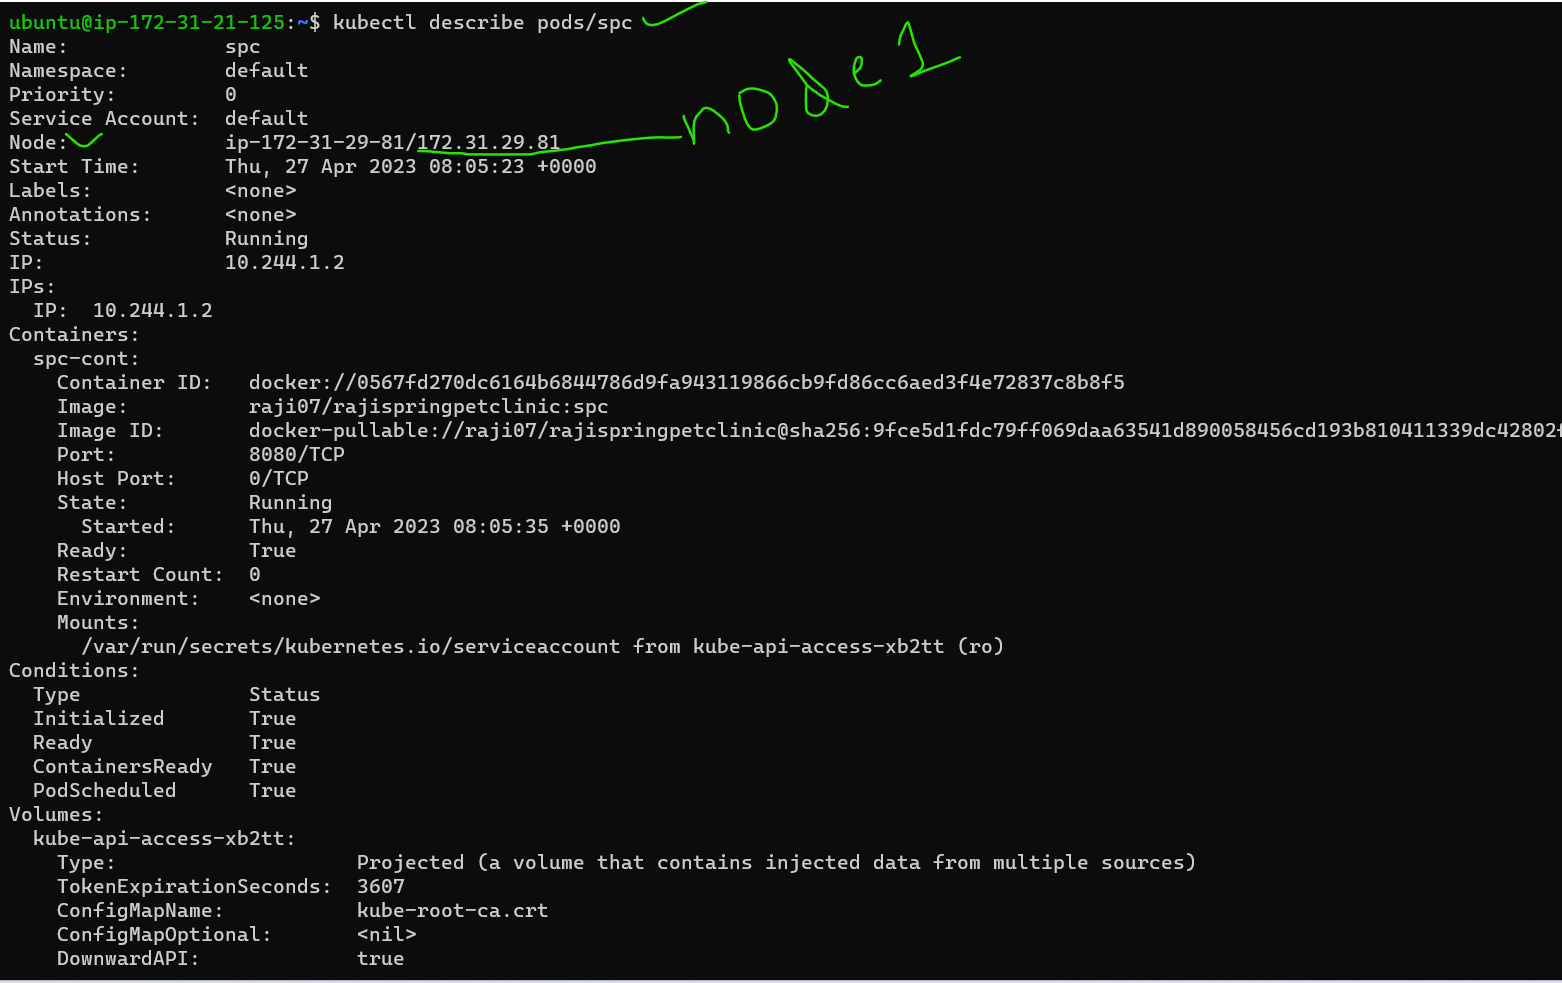 ubuntu@ip-172-31-21-125:~$ kubectl describe pods/spc
Name:             spc
Namespace:        default
Priority:         0
Service Account:  default
Node:             ip-172-31-29-81/172.31.29.81
node1
Start Time:       Thu, 27 Apr 2023 08:05:23 +0000
Labels:           <none>
Annotations:      <none>
Status:           Running
IP:               10.244.1.2
IPs:
  IP:  10.244.1.2
Containers:
  spc-cont:
    Container ID:   docker://0567fd270dc6164b6844786d9fa943119866cb9fd86cc6aed3f4e72837c8b8f5
    Image:          raji07/rajispringpetclinic:spc
    Image ID:       docker-pullable://raji07/rajispringpetclinic@sha256:9fce5d1fdc79ff069daa63541d890058456cd193b810411339dc42802f
    Port:           8080/TCP
    Host Port:      0/TCP
    State:          Running
      Started:      Thu, 27 Apr 2023 08:05:35 +0000
    Ready:          True
    Restart Count:  0
    Environment:    <none>
    Mounts:
      /var/run/secrets/kubernetes.io/serviceaccount from kube-api-access-xb2tt (ro)
Conditions:
  Type              Status
  Initialized       True
  Ready             True
  ContainersReady   True
  PodScheduled      True
Volumes:
  kube-api-access-xb2tt:
    Type:                    Projected (a volume that contains injected data from multiple sources)
    TokenExpirationSeconds:  3607
    ConfigMapName:           kube-root-ca.crt
    ConfigMapOptional:       <nil>
    DownwardAPI:             true